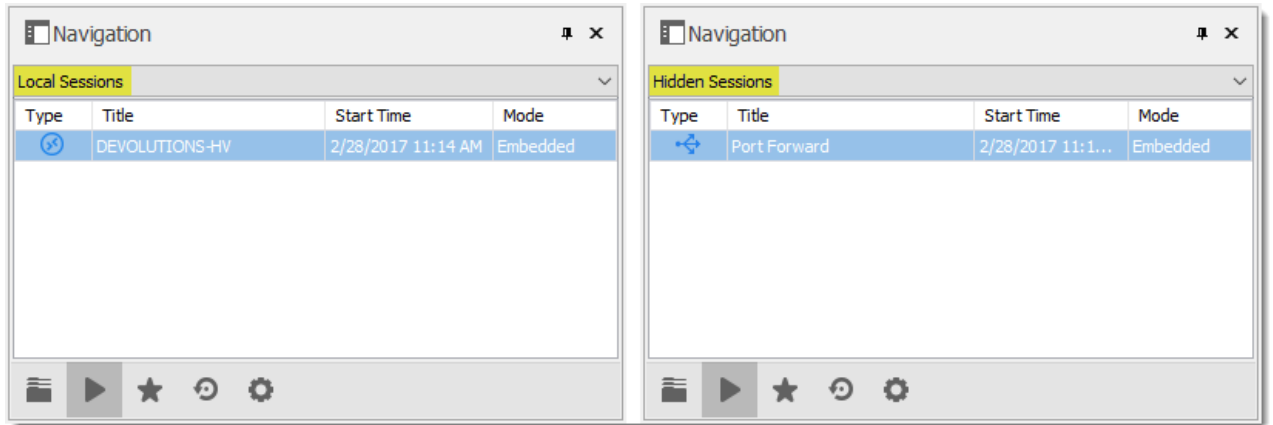 Navigation
Local Sessions
Type Title Start Time Mode
DEVOLUTIONS-HV 2/28/2017 11:14 AM Embedded
Navigation
Hidden Sessions
Type Title Start Time Mode
Port Forward 2/28/2017 11:1... Embedded